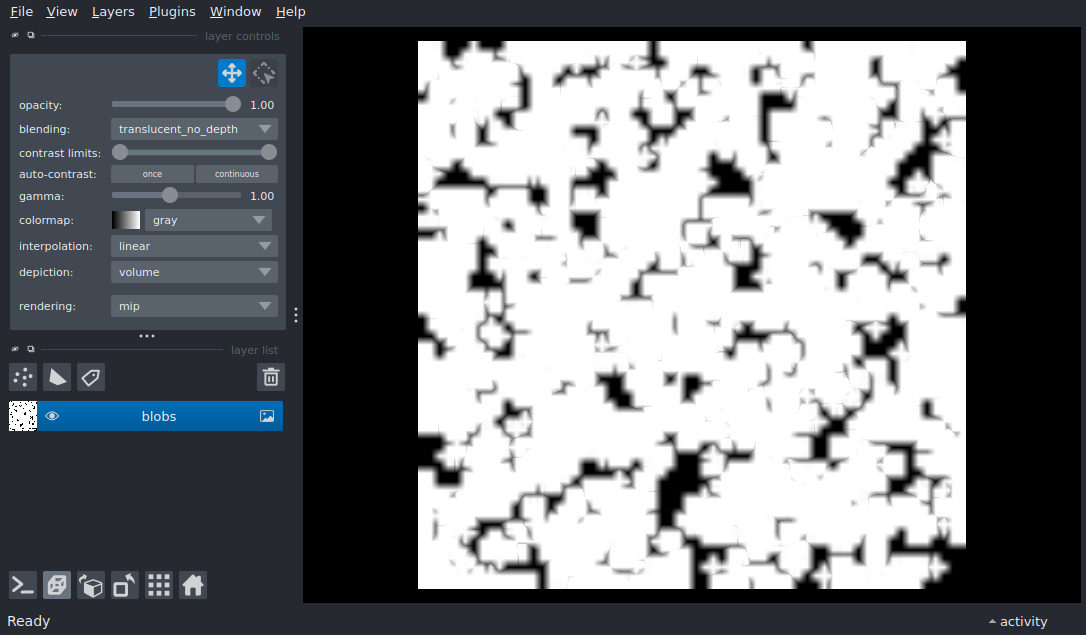 File View Layers Plugins Window Help
layer controls
opacity: 1.00
blending: translucent_no_depth
contrast limits:
auto-contrast: once continuous
gamma: 1.00
colormap: gray
interpolation: linear
depiction: volume
rendering: mip
layer list
blobs
Ready activity